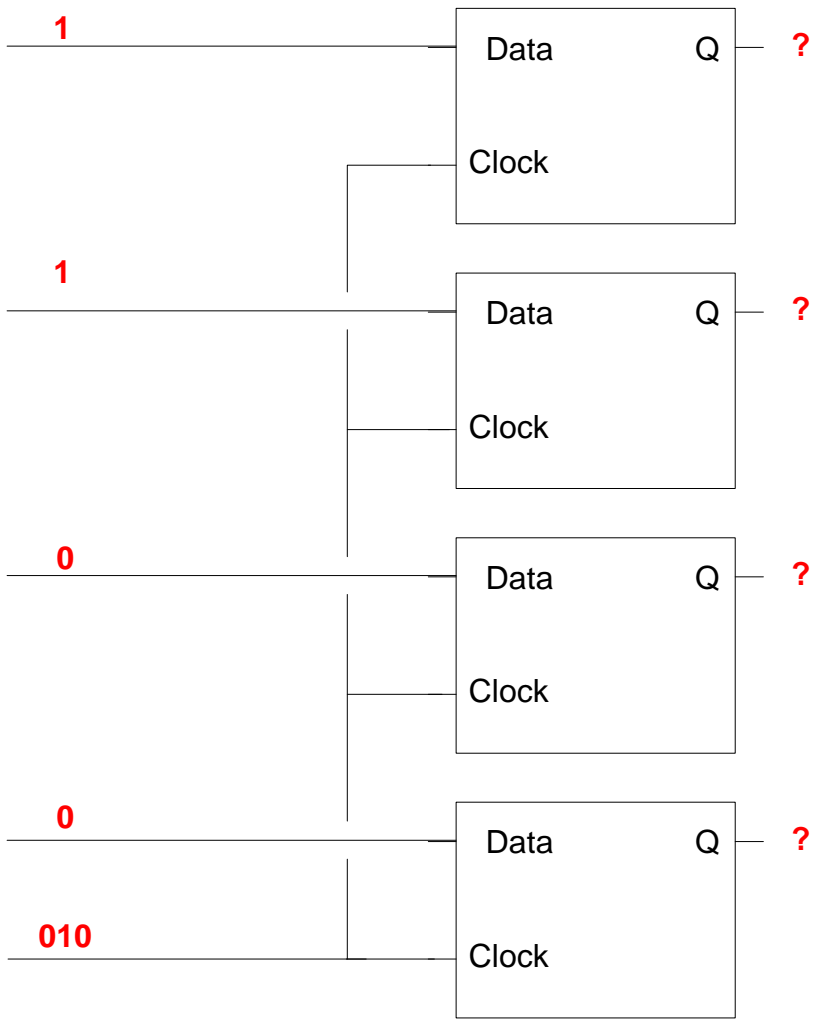 1
Data Q ?
Clock
1
Data Q ?
Clock
0
Data Q ?
Clock
0
Data Q ?
010
Clock